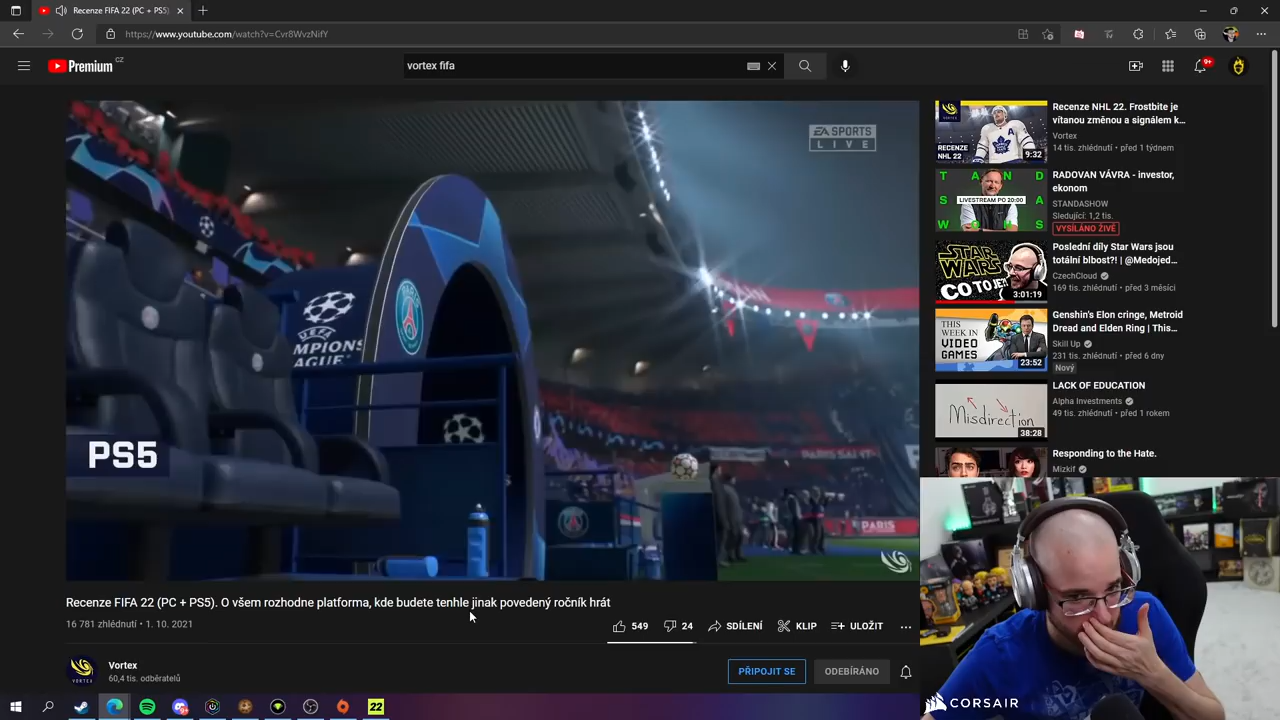 Recenze FIFA 22 (PC + PS5)
https://www.youtube.com/watch?v=Cvr8WvzNifY
Premium CZ
vortex fifa
9+
EA SPORTS
LIVE
UEFA
MPIONS
AGUE
PS5
PARIS
Recenze FIFA 22 (PC + PS5). O všem rozhodne platforma, kde budete tenhle jinak povedený ročník hrát
16 781 zhlédnutí • 1. 10. 2021
549
24
SDÍLENÍ
KLIP
ULOŽIT
Vortex
60,4 tis. odběratelů
PŘIPOJIT SE
ODEBÍRÁNO
VORTEX
RECENZE
NHL 22
9:32
Recenze NHL 22. Frostbite je
vítanou změnou a signálem k...
Vortex
14 tis. zhlédnutí • před 1 týdnem
T A N D
S A
W U S
LIVESTREAM PO 20:00
RADOVAN VÁVRA - investor,
ekonom
STANDASHOW
Sledující: 1,2 tis.
VYSÍLÁNO ŽIVĚ
STAR
WARS
CO TO JE?
3:01:19
Poslední díly Star Wars jsou
totální blbost?! | @Medojed...
CzechCloud
169 tis. zhlédnutí • před 3 měsíci
THIS
WEEK IN
VIDEO
GAMES
23:52
Genshin's Elon cringe, Metroid
Dread and Elden Ring | This...
Skill Up
231 tis. zhlédnutí • před 6 dny
Nový
Misdirection
38:28
LACK OF EDUCATION
Alpha Investments
49 tis. zhlédnutí • před 1 rokem
Responding to the Hate.
Mizkif
CORSAIR
22